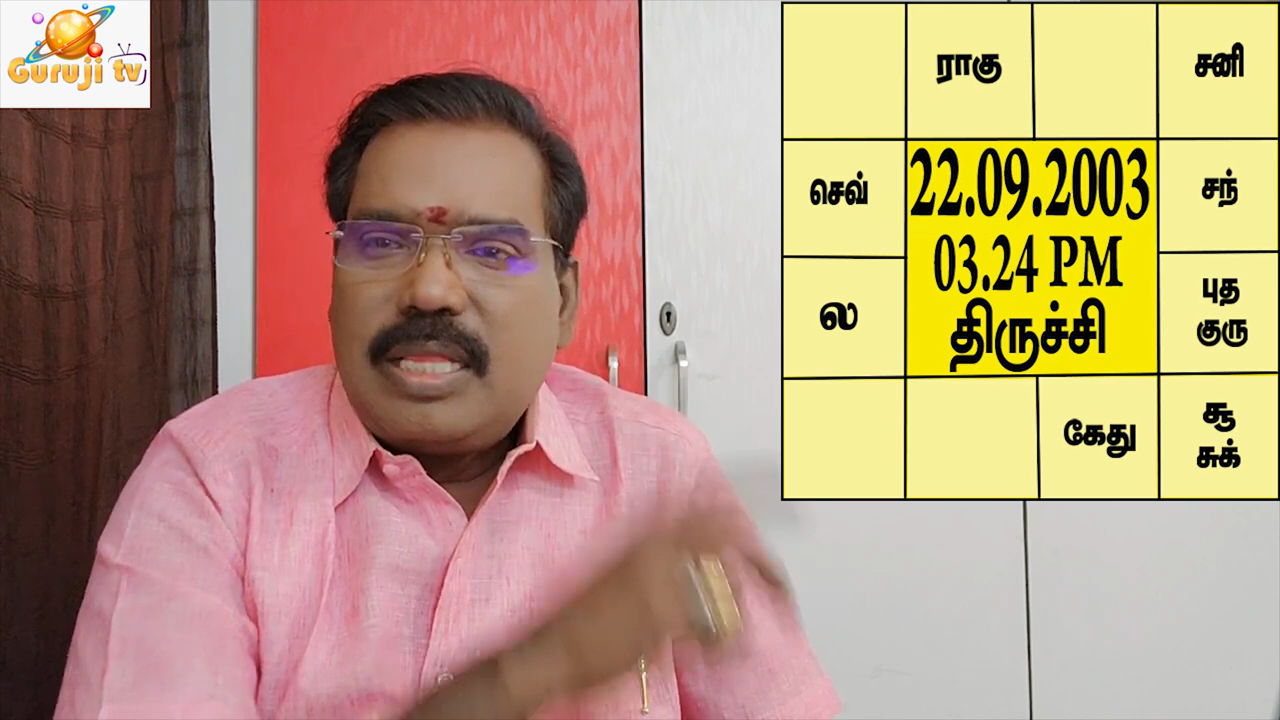 Guruji tv
ராகு
சனி
செவ்
22.09.2003
03.24 PM
திருச்சி
சந்
ல
புத
குரு
கேது
சூ
சுக்